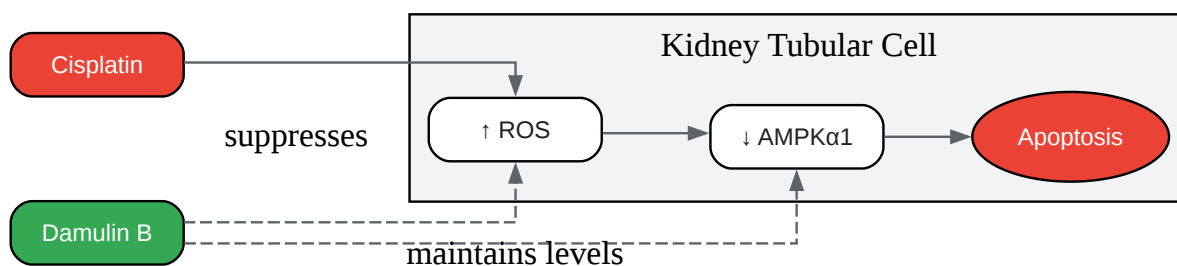 Kidney Tubular Cell
Cisplatin
↑ ROS
↓ AMPKα1
Apoptosis
suppresses
Damulin B
maintains levels